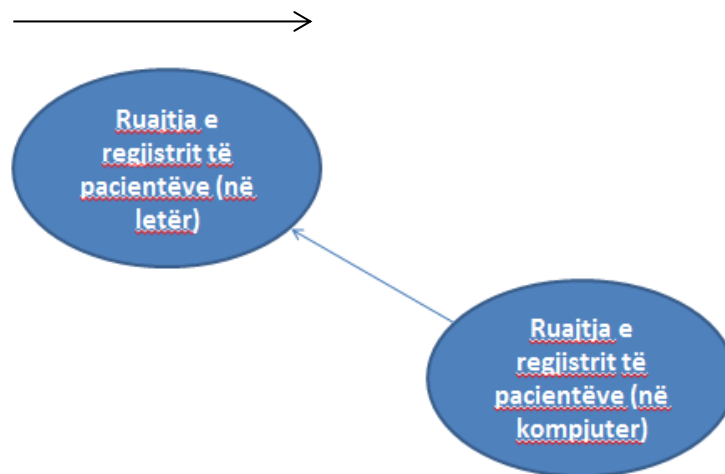 Ruajtja e
regjistrit të
pacientëve (në
letër)
Ruajtja e
regjistrit të
pacientëve (në
kompjuter)